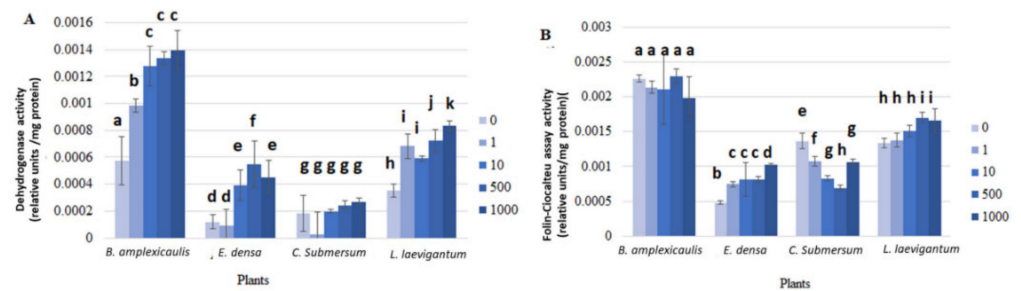 A
Dehydrogenase activity
(relative units /mg protein)
0.0016
0.0014
0.0012
0.001
0.0008
0.0006
0.0004
0.0002
0
a b c c c
d d e f e
g g g g g
h i i j k
B. amplexicaulis E. densa C. Submersum L. laevigantum
Plants
0
1
10
500
1000
B
Folin-Ciocalteu assay activity
(relative units/mg protein)(
0.003
0.0025
0.002
0.0015
0.001
0.0005
0
a a a a a
b c c c d
e f g h g
h h h i i
B. amplexicaulis E. densa C. Submersum L. laevigantum
Plants
0
1
10
500
1000